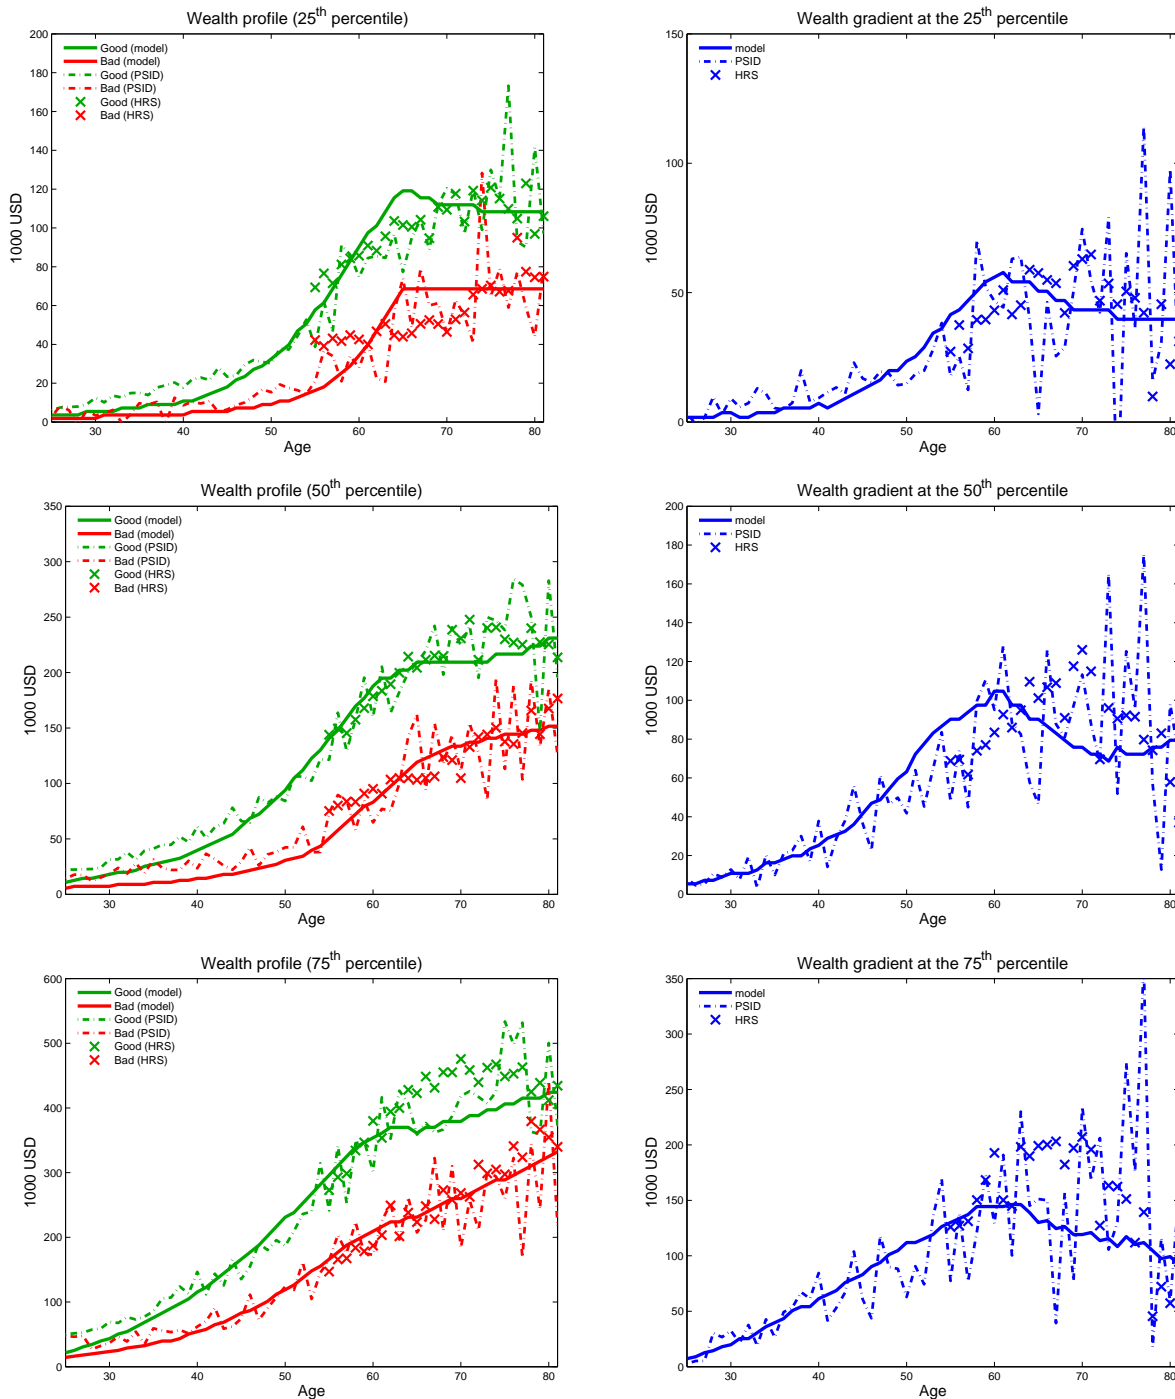 Wealth profile (25th percentile)
200
180
160
140
120
100
80
60
40
20
0
1000 USD
Good (model)
Bad (model)
Good (PSID)
Bad (PSID)
Good (HRS)
Bad (HRS)
30 40 50 60 70 80
Age
Wealth gradient at the 25th percentile
150
100
50
0
1000 USD
model
PSID
HRS
30 40 50 60 70 80
Age
Wealth profile (50th percentile)
350
300
250
200
150
100
50
0
1000 USD
Good (model)
Bad (model)
Good (PSID)
Bad (PSID)
Good (HRS)
Bad (HRS)
30 40 50 60 70 80
Age
Wealth gradient at the 50th percentile
200
180
160
140
120
100
80
60
40
20
0
1000 USD
model
PSID
HRS
30 40 50 60 70 80
Age
Wealth profile (75th percentile)
600
500
400
300
200
100
0
1000 USD
Good (model)
Bad (model)
Good (PSID)
Bad (PSID)
Good (HRS)
Bad (HRS)
30 40 50 60 70 80
Age
Wealth gradient at the 75th percentile
350
300
250
200
150
100
50
0
1000 USD
model
PSID
HRS
30 40 50 60 70 80
Age